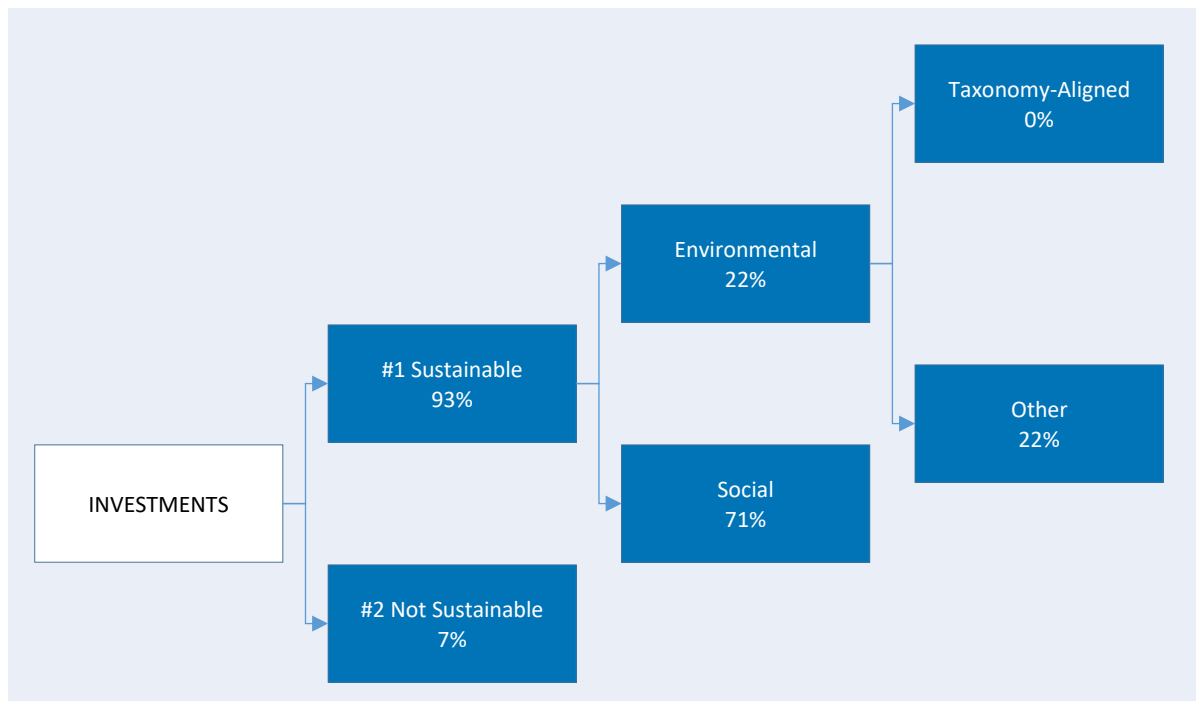 INVESTMENTS
#1 Sustainable
93%
#2 Not Sustainable
7%
Environmental
22%
Social
71%
Taxonomy-Aligned
0%
Other
22%